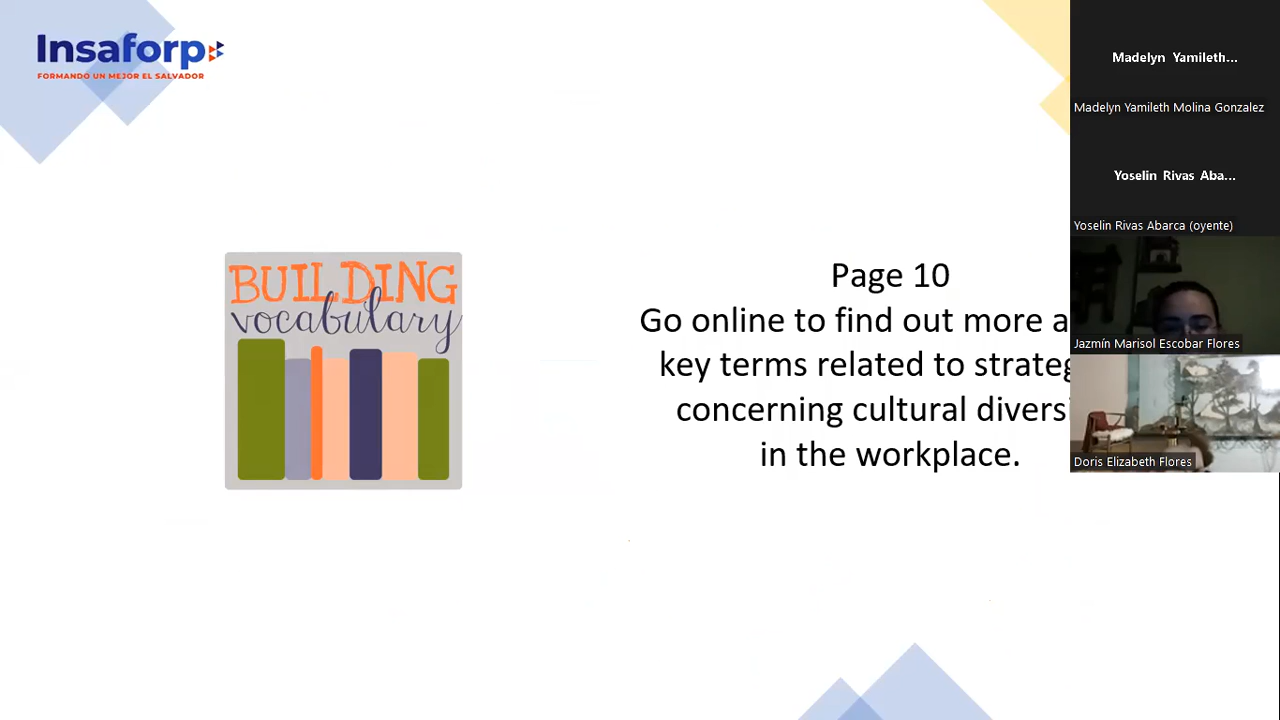 Insaforp
FORMANDO UN MEJOR EL SALVADOR
BUILDING
vocabulary
Page 10
Go online to find out more a
key terms related to strateg
concerning cultural divers
in the workplace.
Madelyn Yamileth...
Madelyn Yamileth Molina Gonzalez
Yoselin Rivas Aba...
Yoselin Rivas Abarca (oyente)
Jazmín Marisol Escobar Flores
Doris Elizabeth Flores